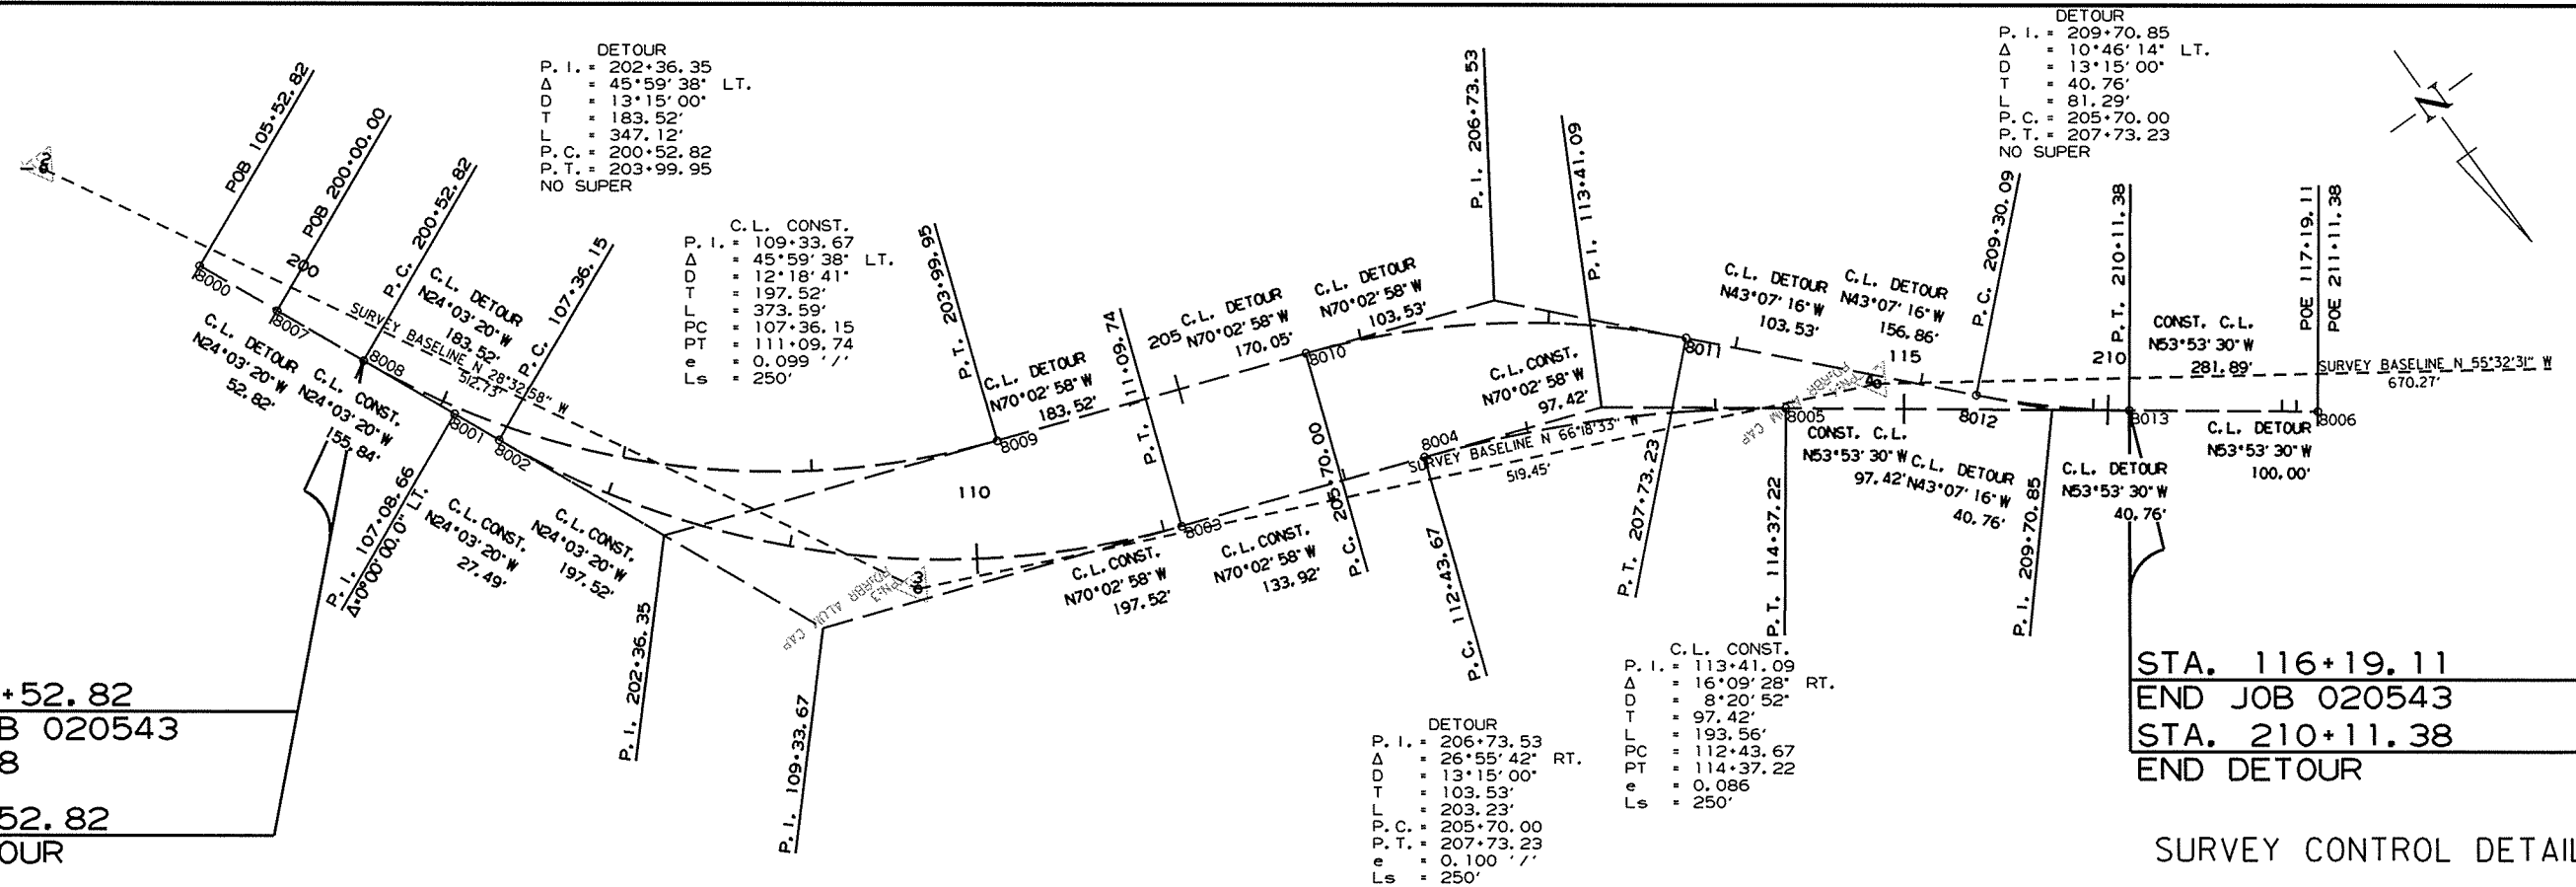 DETOUR
P.I. = 202+36.35
Δ = 45°59'38" LT.
D = 13°15'00"
T = 183.52'
L = 347.12'
P.C. = 200+52.82
P.T. = 203+99.95
NO SUPER
C.L. CONST.
P.I. = 109+33.67
Δ = 45°59'38" LT.
D = 12°18'41"
T = 197.52'
L = 373.59'
PC = 107+36.15
PT = 111+09.74
e = 0.099 '/'
Ls = 250'
DETOUR
P.I. = 209+70.85
Δ = 10°46'14" LT.
D = 13°15'00"
T = 40.76'
L = 81.29'
P.C. = 205+70.00
P.T. = 207+73.23
NO SUPER
N
POB 105+52.82
POB 200+00.00
P.C. 200+52.82
P.C. 107+36.15
P.T. 203+99.95
P.T. 111+09.74
P.I. 206+73.53
P.I. 113+41.09
P.C. 209+30.09
P.T. 210+11.38
POE 117+19.11
POE 211+11.38
200
8000
8007
8008
8001
8002
C.L. DETOUR
N24°03'20"W
183.52'
SURVEY BASELINE N 28°32'58" W
512.73'
C.L. DETOUR
N24°03'20"W
52.82'
C.L. CONST.
N24°03'20"W
155.84'
P.I. 107+08.66
Δ=0°00'00.0" LT.
C.L. CONST.
N24°03'20"W
27.49'
C.L. CONST.
N24°03'20"W
197.52'
P.I. 202+36.35
P.I. 109+33.67
110
8009
C.L. DETOUR
N70°02'58"W
183.52'
205
C.L. DETOUR
N70°02'58"W
170.05'
C.L. DETOUR
N70°02'58"W
103.53'
8010
8003
C.L. CONST.
N70°02'58"W
197.52'
C.L. CONST.
N70°02'58"W
133.92'
P.C. 205+70.00
8004
C.L. CONST.
N70°02'58"W
97.42'
SURVEY BASELINE N 66°18'33" W
519.45'
P.C. 112+43.67
P.T. 207+73.23
8011
C.L. DETOUR
N43°07'16"W
103.53'
C.L. DETOUR
N43°07'16"W
156.86'
115
8005
P.T. 114+37.22
CONST. C.L.
N53°53'30"W
97.42'
8012
C.L. DETOUR
N43°07'16"W
40.76'
P.I. 209+70.85
210
8013
CONST. C.L.
N53°53'30"W
281.89'
C.L. DETOUR
N53°53'30"W
40.76'
C.L. DETOUR
N53°53'30"W
100.00'
8006
SURVEY BASELINE N 55°32'31" W
670.27'
C.L. CONST.
P.I. = 113+41.09
Δ = 16°09'28" RT.
D = 8°20'52"
T = 97.42'
L = 193.56'
PC = 112+43.67
PT = 114+37.22
e = 0.086
Ls = 250'
DETOUR
P.I. = 206+73.53
Δ = 26°55'42" RT.
D = 13°15'00"
T = 103.53'
L = 203.23'
P.C. = 205+70.00
P.T. = 207+73.23
e = 0.100 '/'
Ls = 250'
+52.82
B 020543
8
52.82
OUR
STA. 116+19.11
END JOB 020543
STA. 210+11.38
END DETOUR
SURVEY CONTROL DETAIL